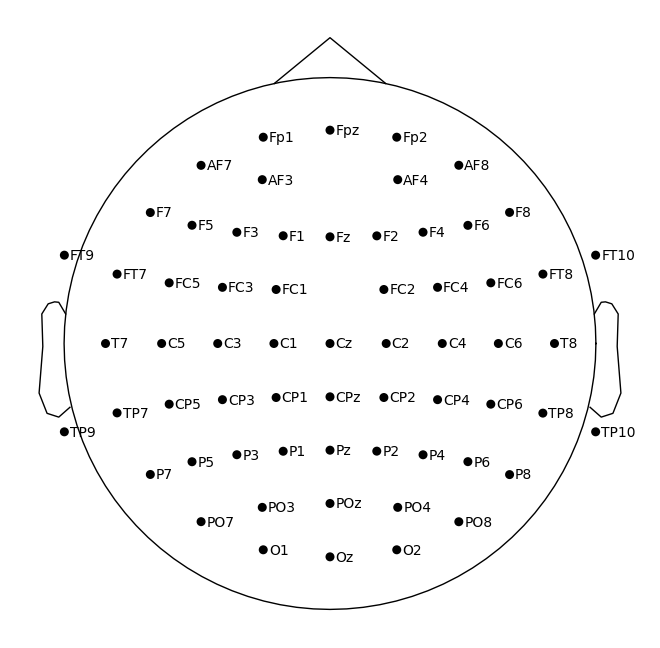 Fpz
Fp1 Fp2
AF7 AF8
AF3 AF4
F7 F8
F5 F6
F3 F1 Fz F2 F4
FT9 FT10
FT7 FT8
FC5 FC3 FC1 FC2 FC4 FC6
T7 C5 C3 C1 Cz C2 C4 C6 T8
CP5 CP3 CP1 CPz CP2 CP4 CP6
TP7 TP8
TP9 TP10
P3 P1 Pz P2 P4
P5 P6
P7 P8
PO3 POz PO4
PO7 PO8
O1 Oz O2